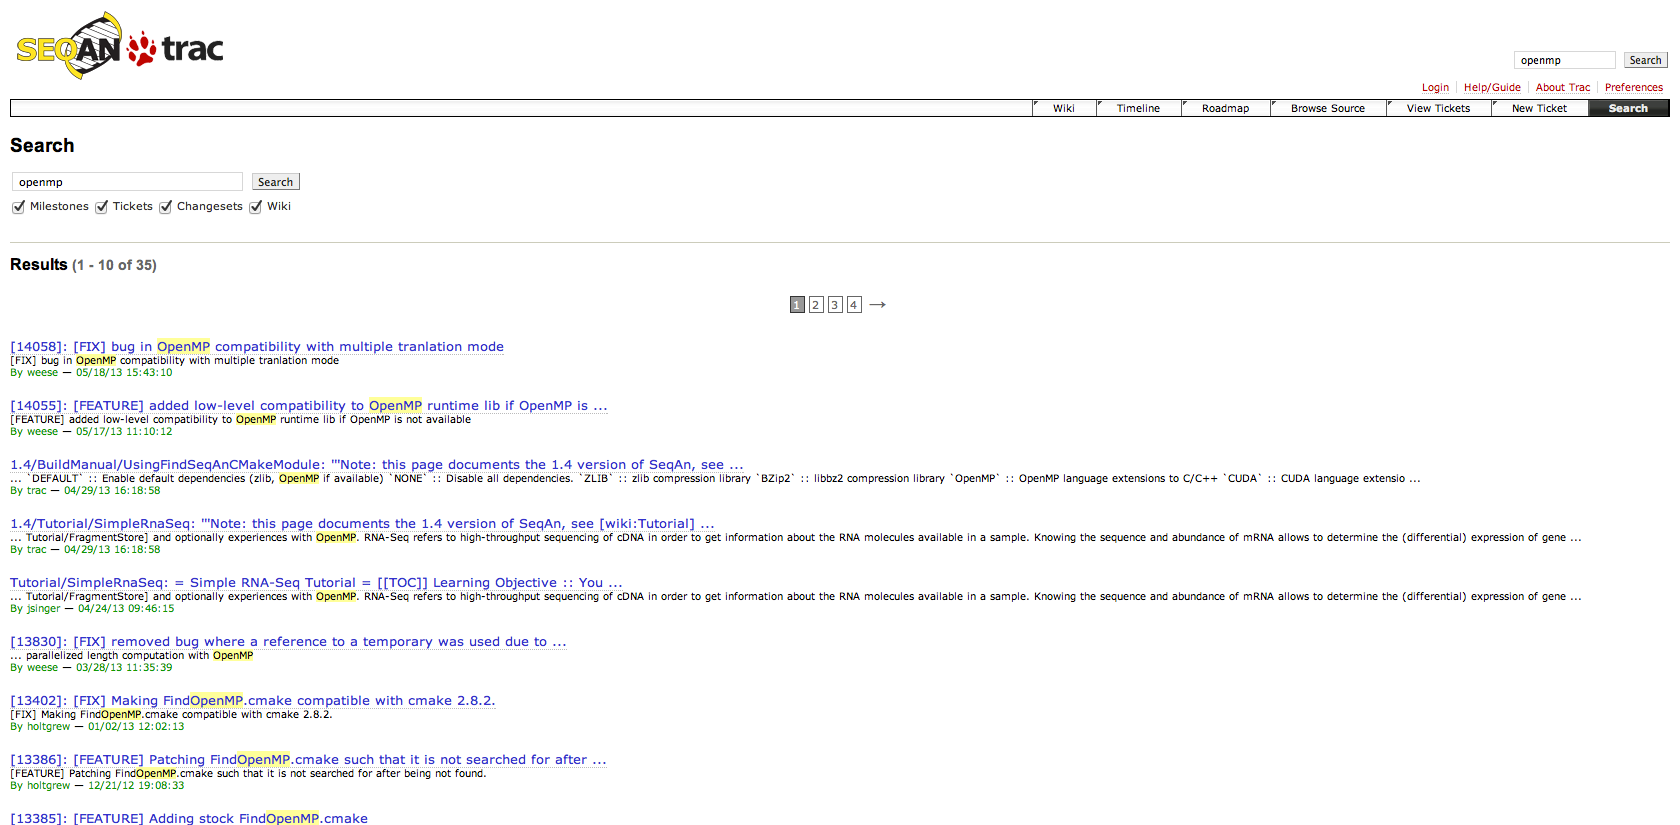 SEQAN trac
openmp Search
Login Help/Guide About Trac Preferences
Wiki Timeline Roadmap Browse Source View Tickets New Ticket Search
Search
openmp Search
Milestones Tickets Changesets Wiki
Results (1 - 10 of 35)
1 2 3 4 →
[14058]: [FIX] bug in OpenMP compatibility with multiple tranlation mode
[FIX] bug in OpenMP compatibility with multiple tranlation mode
By weese — 05/18/13 15:43:10
[14055]: [FEATURE] added low-level compatibility to OpenMP runtime lib if OpenMP is ...
[FEATURE] added low-level compatibility to OpenMP runtime lib if OpenMP is not available
By weese — 05/17/13 11:10:12
1.4/BuildManual/UsingFindSeqAnCMakeModule: '''Note: this page documents the 1.4 version of SeqAn, see ...
... `DEFAULT` :: Enable default dependencies (zlib, OpenMP if available) `NONE` :: Disable all dependencies. `ZLIB` :: zlib compression library `BZip2` :: libbz2 compression library `OpenMP` :: OpenMP language extensions to C/C++ `CUDA` :: CUDA language extensio ...
By trac — 04/29/13 16:18:58
1.4/Tutorial/SimpleRnaSeq: '''Note: this page documents the 1.4 version of SeqAn, see [wiki:Tutorial] ...
... Tutorial/FragmentStore] and optionally experiences with OpenMP. RNA-Seq refers to high-throughput sequencing of cDNA in order to get information about the RNA molecules available in a sample. Knowing the sequence and abundance of mRNA allows to determine the (differential) expression of gene ...
By trac — 04/29/13 16:18:58
Tutorial/SimpleRnaSeq: = Simple RNA-Seq Tutorial = [[TOC]] Learning Objective :: You ...
... Tutorial/FragmentStore] and optionally experiences with OpenMP. RNA-Seq refers to high-throughput sequencing of cDNA in order to get information about the RNA molecules available in a sample. Knowing the sequence and abundance of mRNA allows to determine the (differential) expression of gene ...
By jsinger — 04/24/13 09:46:15
[13830]: [FIX] removed bug where a reference to a temporary was used due to ...
... parallelized length computation with OpenMP
By weese — 03/28/13 11:35:39
[13402]: [FIX] Making FindOpenMP.cmake compatible with cmake 2.8.2.
[FIX] Making FindOpenMP.cmake compatible with cmake 2.8.2.
By holtgrew — 01/02/13 12:02:13
[13386]: [FEATURE] Patching FindOpenMP.cmake such that it is not searched for after ...
[FEATURE] Patching FindOpenMP.cmake such that it is not searched for after being not found.
By holtgrew — 12/21/12 19:08:33
[13385]: [FEATURE] Adding stock FindOpenMP.cmake